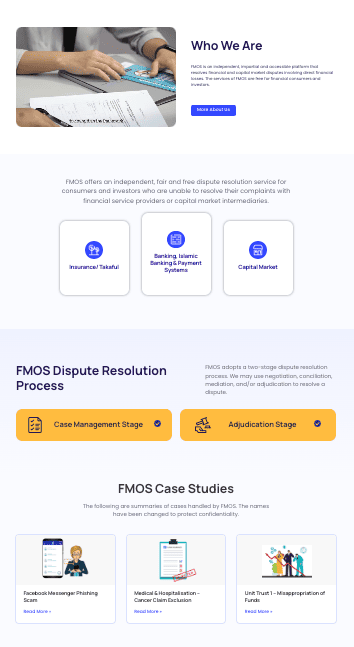 Who We Are
FMOS is an independent, impartial and accessible platform that
resolves financial and capital market disputes involving direct financial
losses. The services of FMOS are free for financial consumers and
investors.
More About Us
FMOS offers an independent, fair and free dispute resolution service for
consumers and investors who are unable to resolve their complaints with
financial service providers or capital market intermediaries.
Insurance/ Takaful
Banking, Islamic
Banking & Payment
Systems
Capital Market
FMOS Dispute Resolution
Process
FMOS adopts a two-stage dispute resolution
process. We may use negotiation, conciliation,
mediation, and/or adjudication to resolve a
dispute.
Case Management Stage
Adjudication Stage
FMOS Case Studies
The following are summaries of cases handled by FMOS. The names
have been changed to protect confidentiality.
Facebook Messenger Phishing
Scam
Read More »
Medical & Hospitalisation –
Cancer Claim Exclusion
Read More »
Unit Trust 1 – Misappropriation of
Funds
Read More »